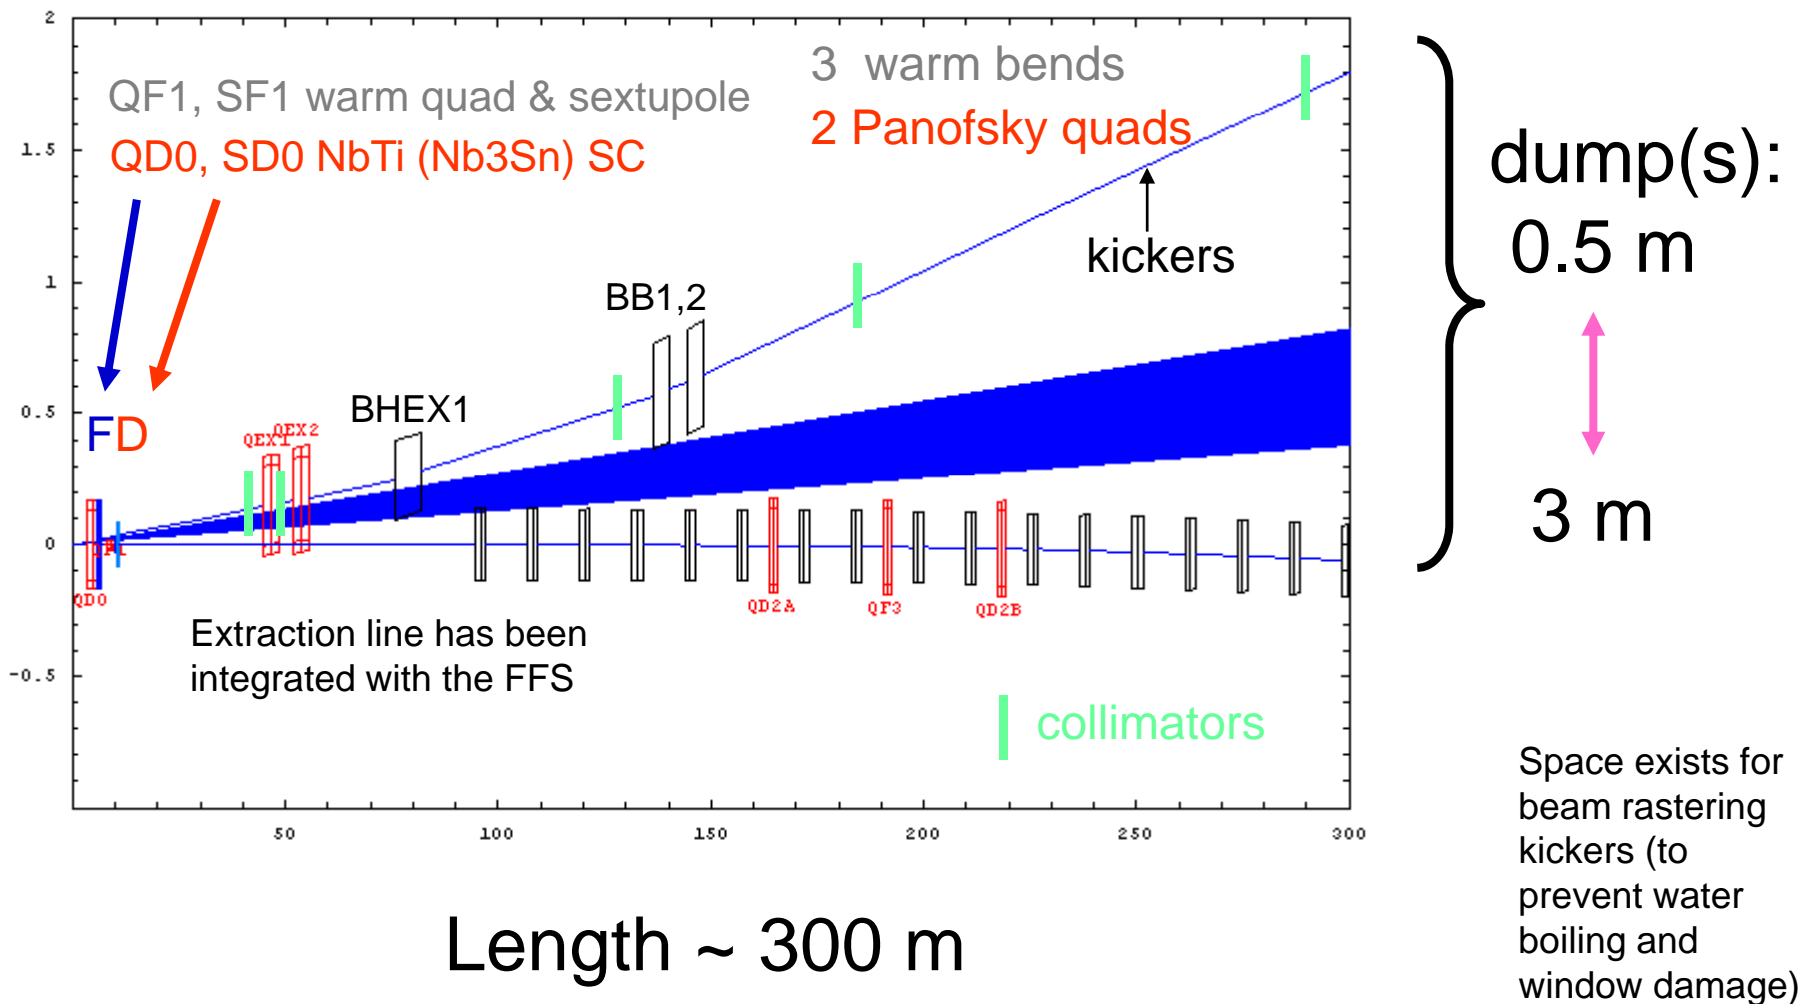 2
1.5
1
0.5
0
-0.5
50
100
150
200
250
300
QF1, SF1 warm quad & sextupole
QD0, SD0 NbTi (Nb3Sn) SC
3 warm bends
2 Panofsky quads
kickers
BB1,2
BHEX1
FD
QEX1
QEX2
QD0
QD2A
QF3
QD2B
Extraction line has been
integrated with the FFS
collimators
Length ~ 300 m
dump(s):
0.5 m
3 m
Space exists for
beam rastering
kickers (to
prevent water
boiling and
window damage)